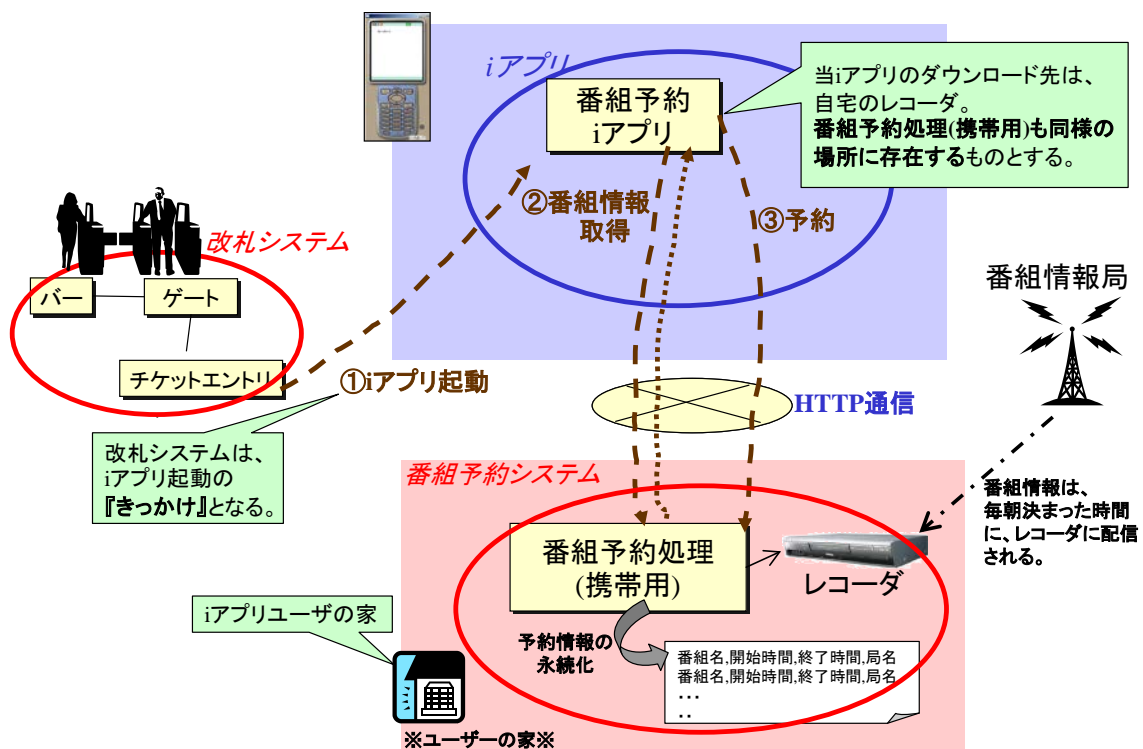 iアプリ
番組予約
iアプリ
当iアプリのダウンロード先は、
自宅のレコーダ。
番組予約処理(携帯用)も同様の
場所に存在するものとする。
②番組情報
取得
③予約
改札システム
バー
ゲート
チケットエントリ
①iアプリ起動
改札システムは、
iアプリ起動の
『きっかけ』となる。
HTTP通信
番組情報局
番組情報は、
毎朝決まった時間
に、レコーダに配信
される。
番組予約システム
番組予約処理
(携帯用)
レコーダ
iアプリユーザの家
予約情報の
永続化
番組名,開始時間,終了時間,局名
番組名,開始時間,終了時間,局名
・・・
・・
※ユーザーの家※